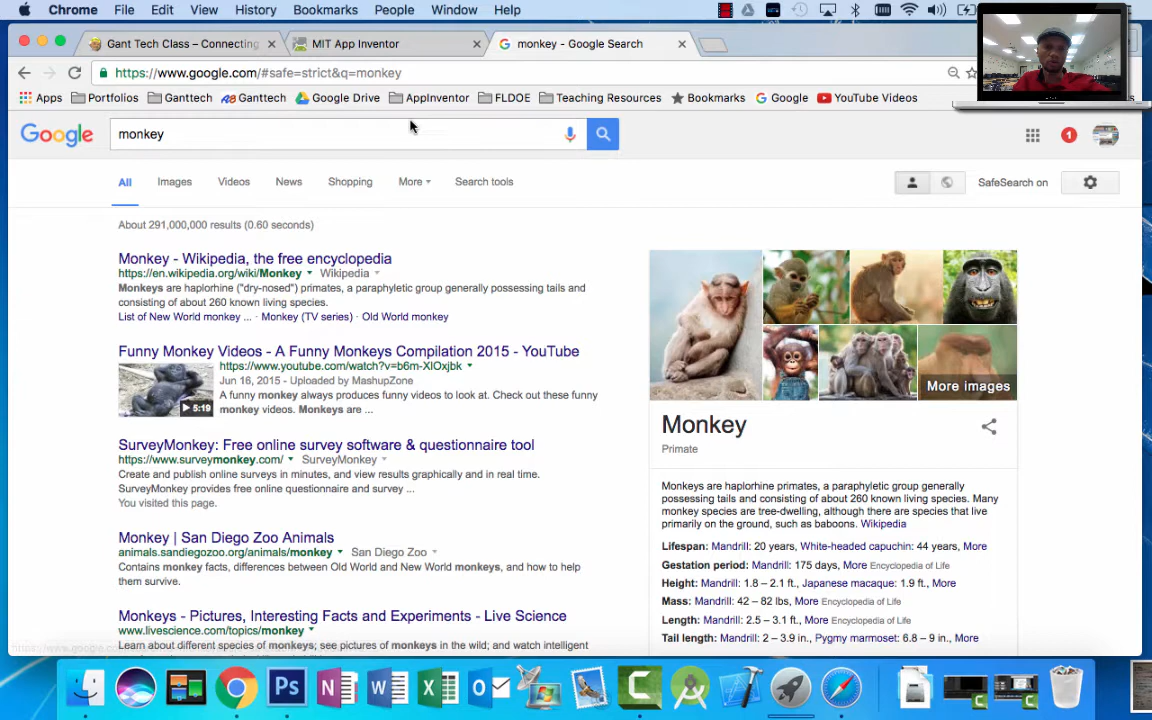 Chrome File Edit View History Bookmarks People Window Help
Gant Tech Class – Connecting
MIT App Inventor
monkey - Google Search
https://www.google.com/#safe=strict&q=monkey
Apps Portfolios Ganttech Ganttech Google Drive AppInventor FLDOE Teaching Resources Bookmarks Google YouTube Videos
Google monkey 1
All Images Videos News Shopping More Search tools SafeSearch on
About 291,000,000 results (0.60 seconds)
Monkey - Wikipedia, the free encyclopedia
https://en.wikipedia.org/wiki/Monkey Wikipedia
Monkeys are haplorhine ("dry-nosed") primates, a paraphyletic group generally possessing tails and
consisting of about 260 known living species.
List of New World monkey ... · Monkey (TV series) · Old World monkey
Funny Monkey Videos - A Funny Monkeys Compilation 2015 - YouTube
https://www.youtube.com/watch?v=b6m-XlOxjbk
Jun 16, 2015 - Uploaded by MashupZone
A funny monkey always produces funny videos to look at. Check out these funny
monkey videos. Monkeys are ...
5:19
SurveyMonkey: Free online survey software & questionnaire tool
https://www.surveymonkey.com/ SurveyMonkey
Create and publish online surveys in minutes, and view results graphically and in real time.
SurveyMonkey provides free online questionnaire and survey ...
You visited this page.
Monkey | San Diego Zoo Animals
animals.sandiegozoo.org/animals/monkey San Diego Zoo
Contains monkey facts, differences between Old World and New World monkeys, and how to help
them survive.
Monkeys - Pictures, Interesting Facts and Experiments - Live Science
www.livescience.com/topics/monkey
Learn about different species of monkeys; see pictures of monkeys in the wild; and watch intelligent
More images
Monkey
Primate
Monkeys are haplorhine primates, a paraphyletic group generally
possessing tails and consisting of about 260 known living species. Many
monkey species are tree-dwelling, although there are species that live
primarily on the ground, such as baboons. Wikipedia
Lifespan: Mandrill: 20 years, White-headed capuchin: 44 years, More
Gestation period: Mandrill: 175 days, More Encyclopedia of Life
Height: Mandrill: 1.8 – 2.1 ft., Japanese macaque: 1.9 ft., More
Mass: Mandrill: 42 – 82 lbs, More Encyclopedia of Life
Length: Mandrill: 2.5 – 3.1 ft., More Encyclopedia of Life
Tail length: Mandrill: 2 – 3.9 in., Pygmy marmoset: 6.8 – 9 in., More